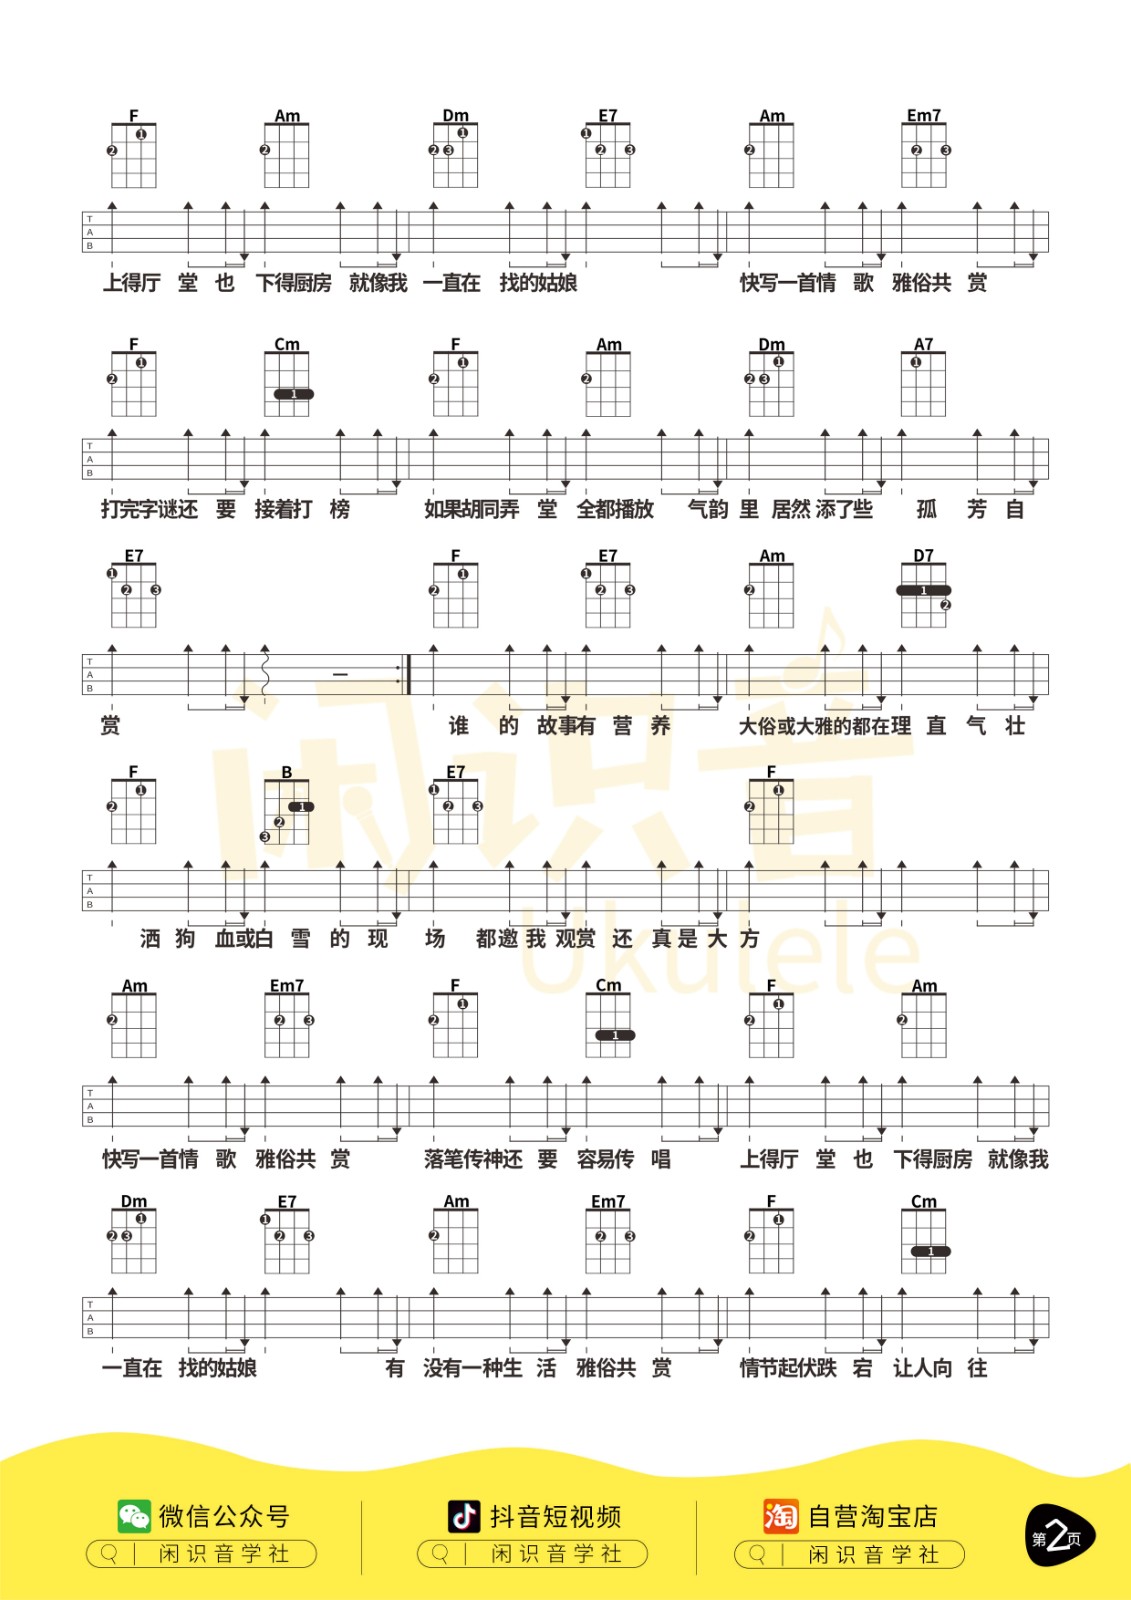 F Am Dm E7 Am Em7
上得厅 堂 也 下得厨房 就像我 一直在 找的姑娘 快写一首情 歌 雅俗共 赏
F Cm F Am Dm A7
打完字谜还 要 接着打 榜 如果胡同弄 堂 全都播放 气韵 里 居然 添了些 孤 芳 自
E7 F E7 Am D7
赏 谁 的 故事有 营 养 大俗或大雅的都在理 直 气 壮
F B E7 F
洒 狗 血或白 雪 的 现 场 都邀 我 观赏 还 真是 大 方
闲识音
Ukulele
Am Em7 F Cm F Am
快写一首情 歌 雅俗共 赏 落笔传神还 要 容易传 唱 上得厅 堂 也 下得厨房 就像我
Dm E7 Am Em7 F Cm
一直在 找的姑娘 有 没有一种生 活 雅俗共 赏 情节起伏跌 宕 让人向 往
微信公众号 抖音短视频 自营淘宝店
闲识音学社 闲识音学社 闲识音学社
第2页